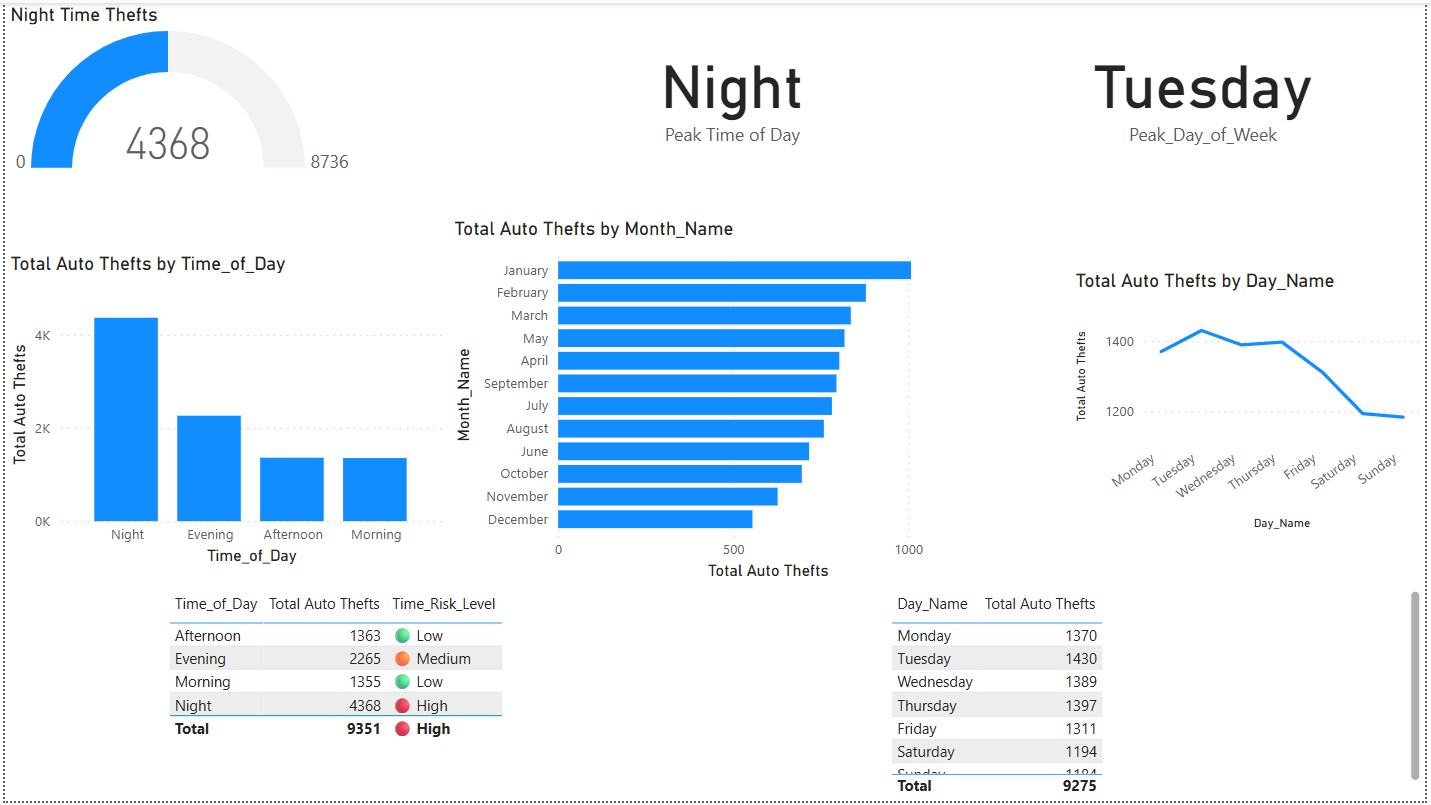 Night Time Thefts
4368
0
8736
Night
Peak Time of Day
Tuesday
Peak_Day_of_Week
Total Auto Thefts by Time_of_Day
Total Auto Thefts
4K
2K
0K
Night Evening Afternoon Morning
Time_of_Day
Total Auto Thefts by Month_Name
Month_Name
January
February
March
May
April
September
July
August
June
October
November
December
0 500 1000
Total Auto Thefts
Total Auto Thefts by Day_Name
Total Auto Thefts
1400
1200
Monday Tuesday Wednesday Thursday Friday Saturday Sunday
Day_Name
Time_of_Day Total Auto Thefts Time_Risk_Level
Afternoon 1363 Low
Evening 2265 Medium
Morning 1355 Low
Night 4368 High
Total 9351 High
Day_Name Total Auto Thefts
Monday 1370
Tuesday 1430
Wednesday 1389
Thursday 1397
Friday 1311
Saturday 1194
Sunday 1184
Total 9275